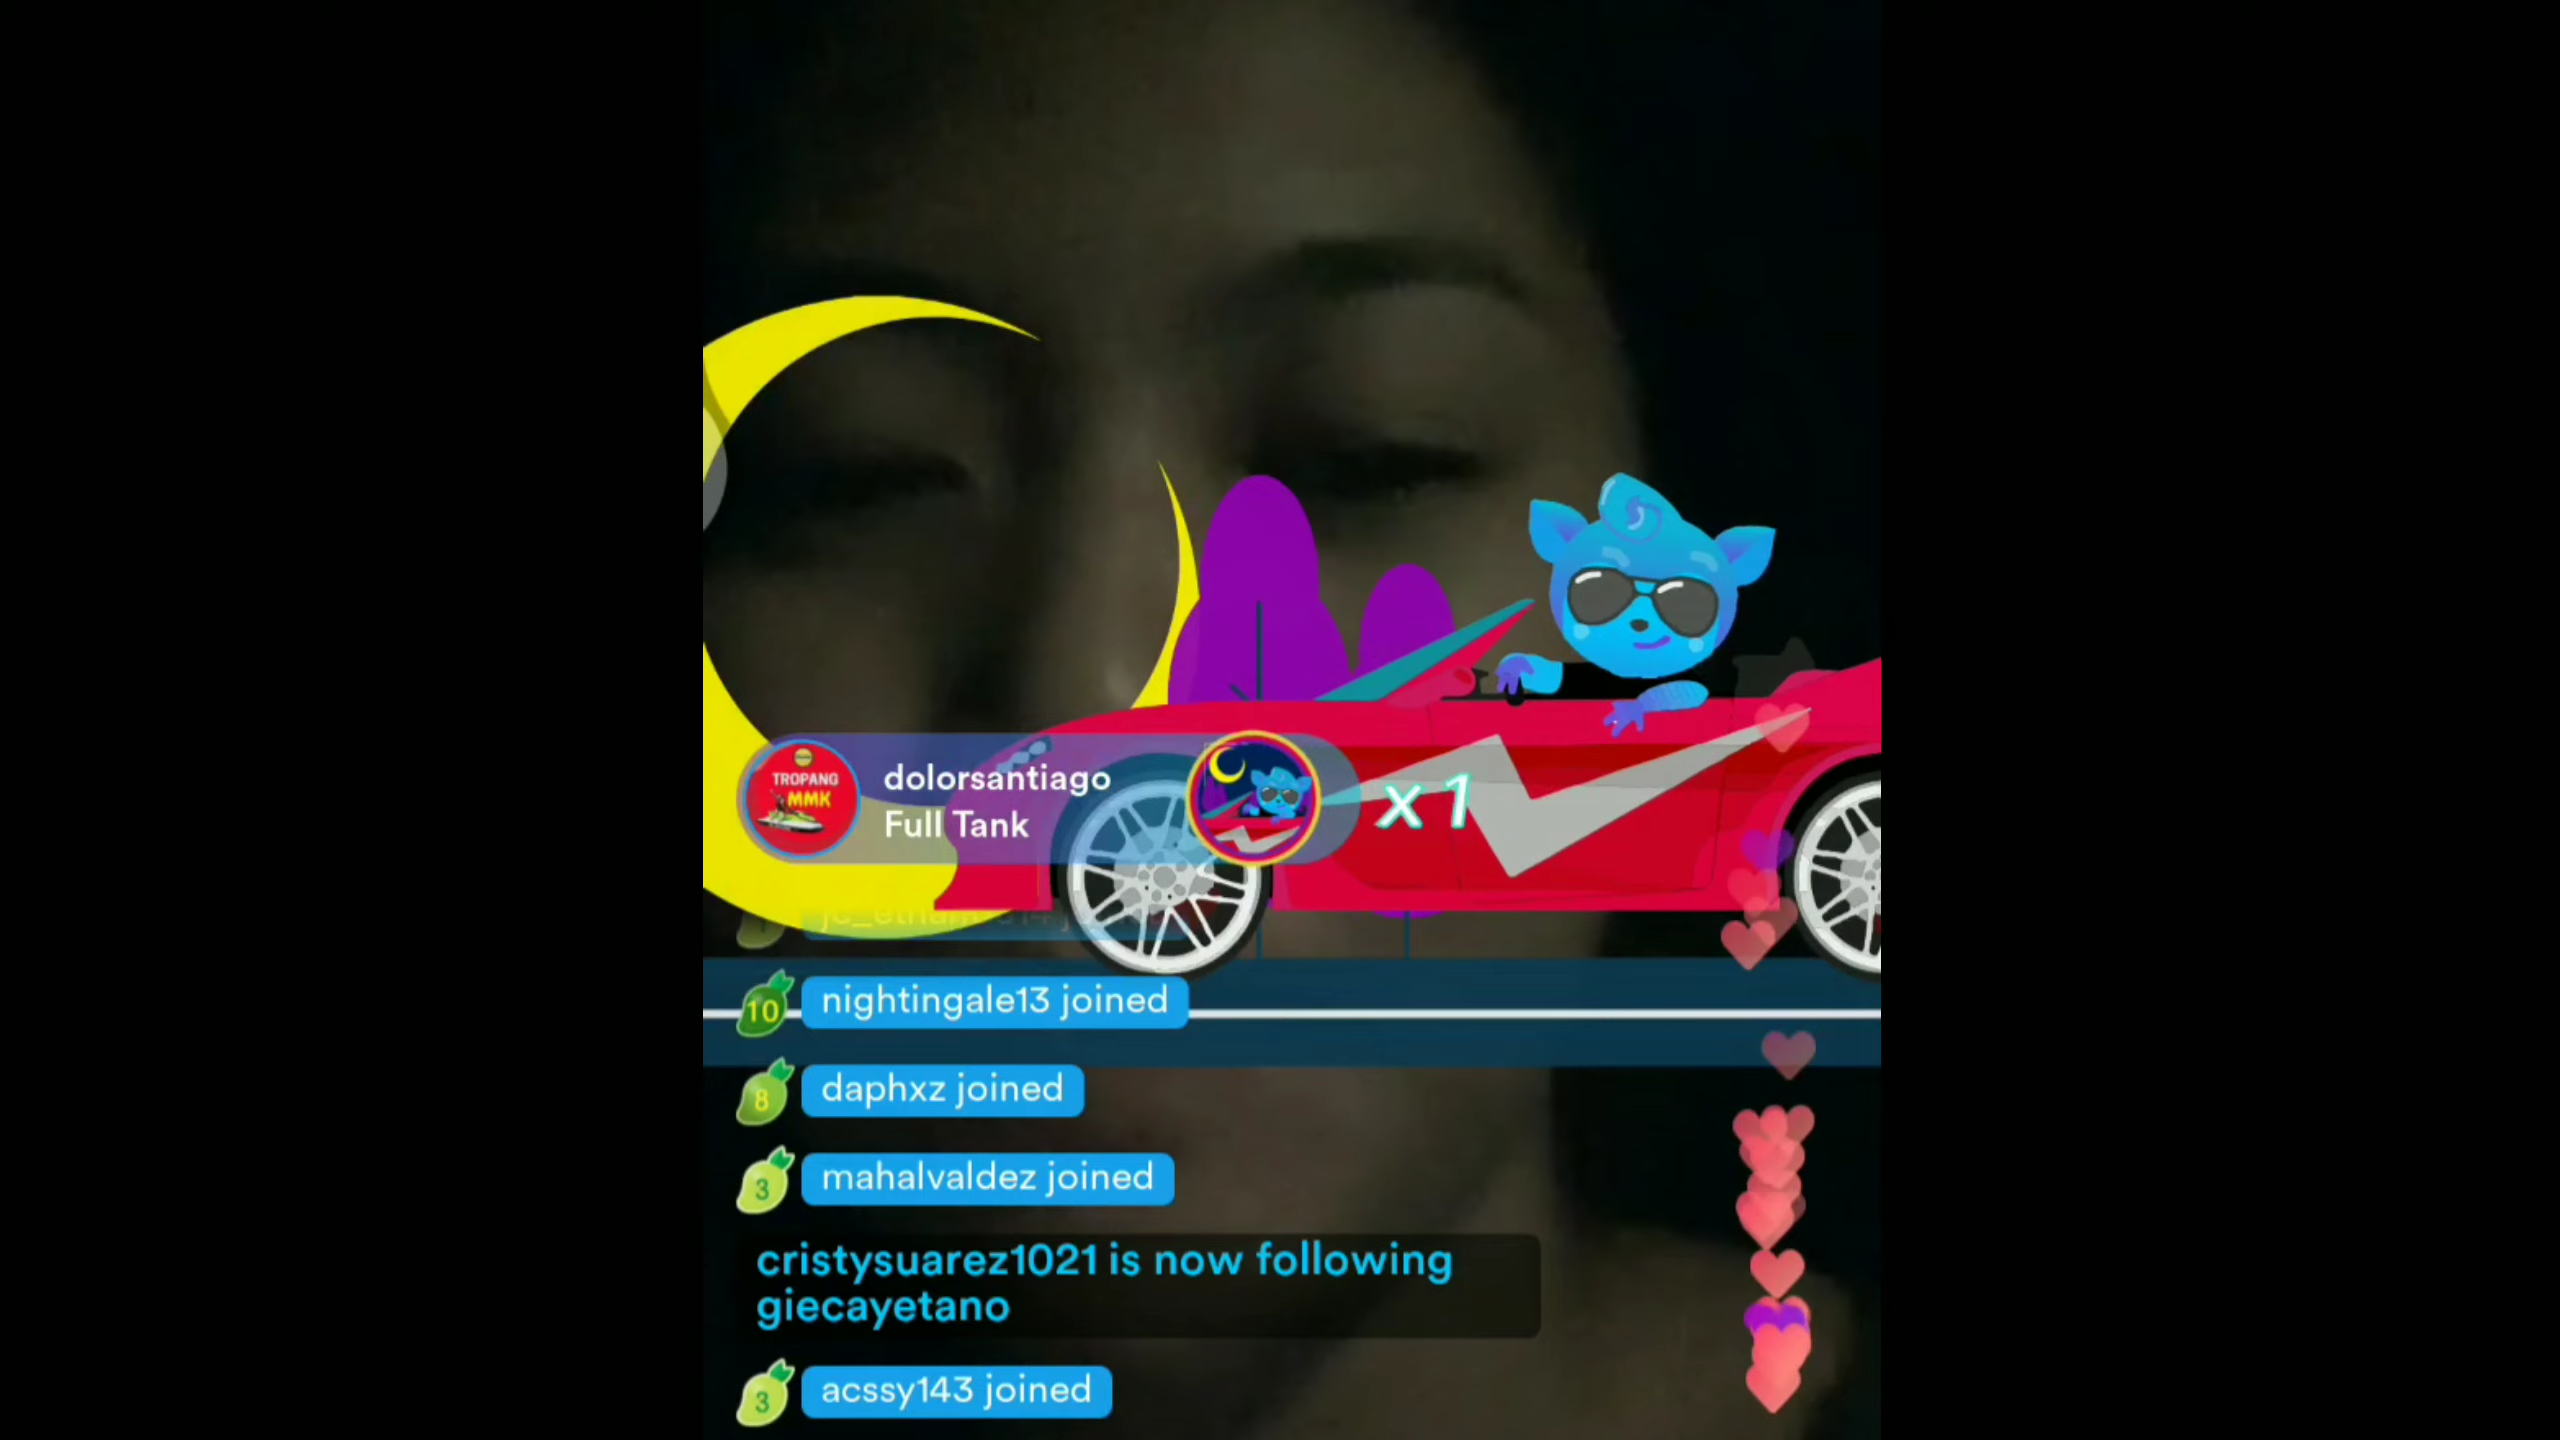 TROPANG
MMK
dolorsantiago
Full Tank
x 1
10 nightingale13 joined
8 daphxz joined
3 mahalvaldez joined
cristysuarez1021 is now following
giecayetano
3 acssy143 joined